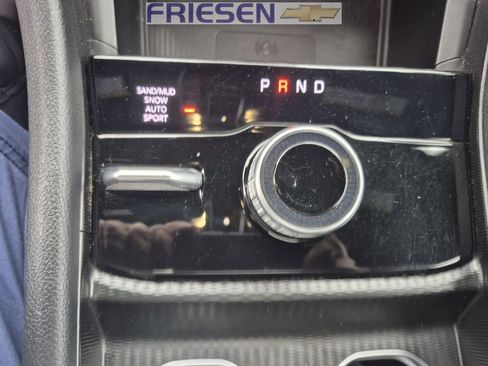 FRIESEN
P R N D
SAND/MUD
SNOW
AUTO
SPORT